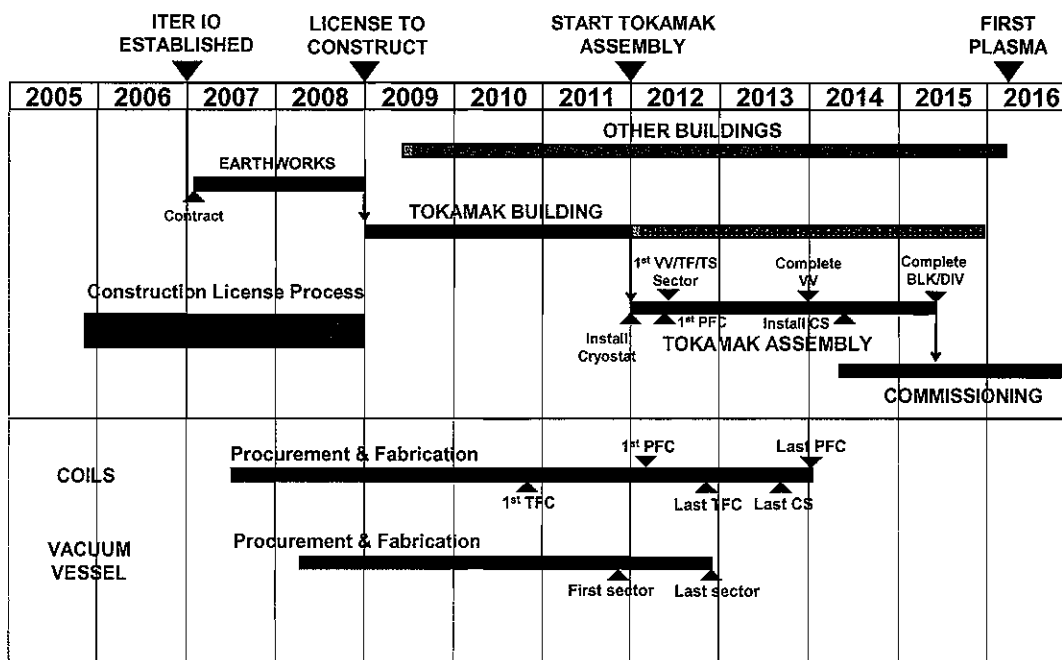 ITER IO
ESTABLISHED
LICENSE TO
CONSTRUCT
START TOKAMAK
ASSEMBLY
FIRST
PLASMA
2005 2006 2007 2008 2009 2010 2011 2012 2013 2014 2015 2016
OTHER BUILDINGS
EARTHWORKS
Contract
TOKAMAK BUILDING
1st VV/TF/TS
Sector
Complete
VV
Complete
BLK/DIV
Construction License Process
Install
Cryostat
1st PFC
Install CS
TOKAMAK ASSEMBLY
COMMISSIONING
COILS
Procurement & Fabrication
1st PFC
Last PFC
1st TFC
Last TFC
Last CS
VACUUM
VESSEL
Procurement & Fabrication
First sector
Last sector